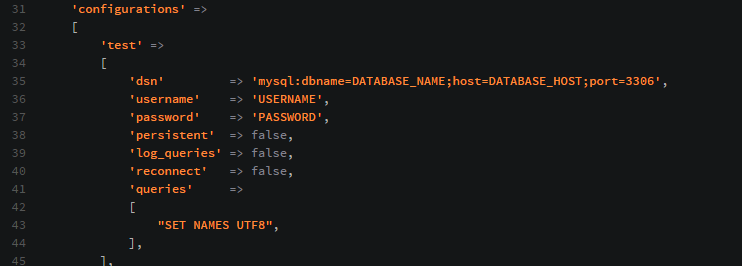 31 'configurations' =>
32 [
33 'test' =>
34 [
35 'dsn' => 'mysql:dbname=DATABASE_NAME;host=DATABASE_HOST;port=3306',
36 'username' => 'USERNAME',
37 'password' => 'PASSWORD',
38 'persistent' => false,
39 'log_queries' => false,
40 'reconnect' => false,
41 'queries' =>
42 [
43 "SET NAMES UTF8",
44 ],
45 ],